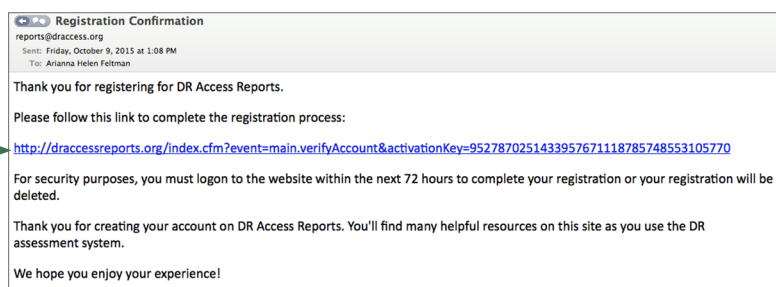 Registration Confirmation
reports@draccess.org
Sent: Friday, October 9, 2015 at 1:08 PM
To: Arianna Helen Feltman
Thank you for registering for DR Access Reports.
Please follow this link to complete the registration process:
http://draccessreports.org/index.cfm?event=main.verifyAccount&activationKey=9527870251433957671118785748553105770
For security purposes, you must logon to the website within the next 72 hours to complete your registration or your registration will be
deleted.
Thank you for creating your account on DR Access Reports. You'll find many helpful resources on this site as you use the DR
assessment system.
We hope you enjoy your experience!